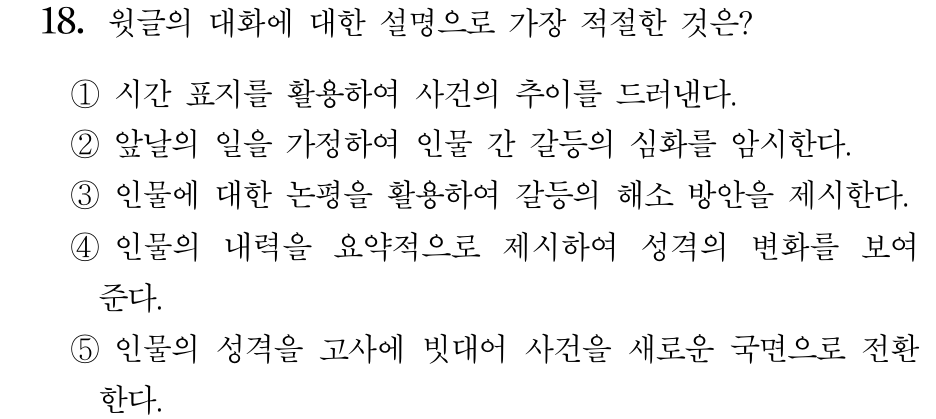 18. 윗글의 대화에 대한 설명으로 가장 적절한 것은?
① 시간 표지를 활용하여 사건의 추이를 드러낸다.
② 앞날의 일을 가정하여 인물 간 갈등의 심화를 암시한다.
③ 인물에 대한 논평을 활용하여 갈등의 해소 방안을 제시한다.
④ 인물의 내력을 요약적으로 제시하여 성격의 변화를 보여
준다.
⑤ 인물의 성격을 고사에 빗대어 사건을 새로운 국면으로 전환
한다.